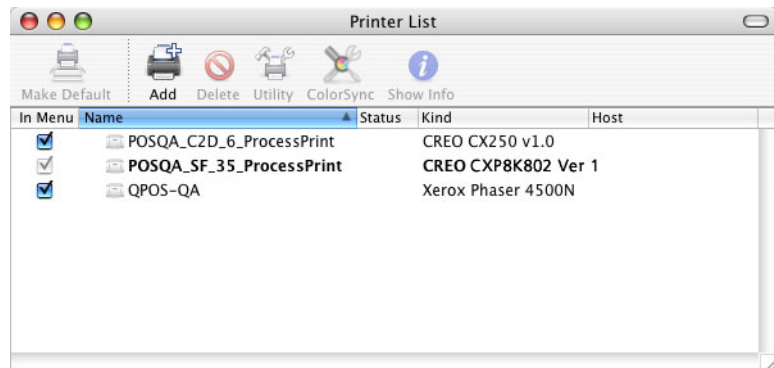 Printer List
Make Default Add Delete Utility ColorSync Show Info
In Menu Name Status Kind Host
POSQA_C2D_6_ProcessPrint CREO CX250 v1.0
POSQA_SF_35_ProcessPrint CREO CXP8K802 Ver 1
QPOS-QA Xerox Phaser 4500N